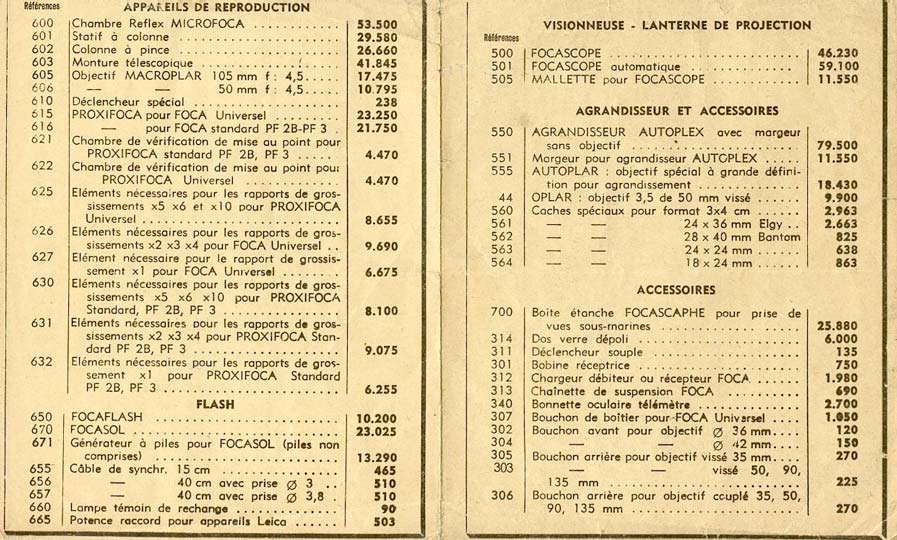 Références APPAREILS DE REPRODUCTION
600 Chambre Reflex MICROFOCA ................ 53.500
601 Statif à colonne ................ 29.580
602 Colonne à pince ................ 26.660
603 Monture télescopique ................ 41.845
605 Objectif MACROPLAR 105 mm f : 4,5..... 17.475
606 — — 50 mm f : 4,5..... 10.795
610 Déclencheur spécial ................ 238
615 PROXIFOCA pour FOCA Universel ........... 23.250
616 — pour FOCA standard PF 2B-PF 3 . 21.750
621 Chambre de vérification de mise au point pour
PROXIFOCA standard PF 2B, PF 3 ...... 4.470
622 Chambre de vérification de mise au point pour
PROXIFOCA Universel ................ 4.470
625 Eléments nécessaires pour les rapports de gros-
sissements x5 x6 et x10 pour PROXIFOCA
Universel ................ 8.655
626 Eléments nécessaires pour les rapports de gros-
sissements x2 x3 x4 pour FOCA Universel .. 9.690
627 Elément nécessaire pour le rapport de grossis-
sement x1 pour FOCA Universel ......... 6.675
630 Eléments nécessaires pour les rapports de gros-
sissements x5 x6 x10 pour PROXIFOCA
Standard, PF 2B, PF 3 ................ 8.100
631 Eléments nécessaires pour les rapports de gros-
sissements x2 x3 x4 pour PROXIFOCA Stan-
dard PF 2B, PF 3 ................ 9.075
632 Eléments nécessaires pour les rapports de gros-
sement x1 pour PROXIFOCA Standard
PF 2B, PF 3 ................ 6.255
FLASH
650 FOCAFLASH ................ 10.200
670 FOCASOL ................ 23.025
671 Générateur à piles pour FOCASOL (piles non
comprises) ................ 13.290
655 Câble de synchr. 15 cm ................ 465
656 — 40 cm avec prise Ø 3 .. 510
657 — 40 cm avec prise Ø 3,8 . 510
660 Lampe témoin de rechange ................ 90
665 Potence raccord pour appareils Leica ...... 503
VISIONNEUSE - LANTERNE DE PROJECTION
Références
500 FOCASCOPE ................ 46.230
501 FOCASCOPE automatique ................ 59.100
505 MALLETTE pour FOCASCOPE ............ 11.550
AGRANDISSEUR ET ACCESSOIRES
550 AGRANDISSEUR AUTOPLEX avec margeur
sans objectif ................ 79.500
551 Margeur pour agrandisseur AUTOPLEX ..... 11.550
555 AUTOPLAR : objectif spécial à grande défini-
tion pour agrandissement ............ 18.430
44 OPLAR : objectif 3,5 de 50 mm vissé ...... 9.900
560 Caches spéciaux pour format 3x4 cm ...... 2.963
561 — — 24 x 36 mm Elgy .. 2.663
562 — — 28 x 40 mm Bantam 825
563 — — 24 x 24 mm ...... 638
564 — — 18 x 24 mm ...... 863
ACCESSOIRES
700 Boite étanche FOCASCAPHE pour prise de
vues sous-marines ................ 25.880
314 Dos verre dépoli ................ 6.000
311 Déclencheur souple ................ 135
301 Bobine réceptrice ................ 750
312 Chargeur débiteur ou récepteur FOCA ...... 1.980
313 Chaînette de suspension FOCA ........... 690
340 Bonnette oculaire télémètre ................ 2.700
307 Bouchon de boîtier pour FOCA Universel .... 1.050
302 Bouchon avant pour objectif Ø 36 mm.... 120
304 — — Ø 42 mm.... 150
305 Bouchon arrière pour objectif vissé 35 mm.... 270
303 — — vissé 50, 90,
135 mm ................ 225
306 Bouchon arrière pour objectif couplé 35, 50,
90, 135 mm ................ 270